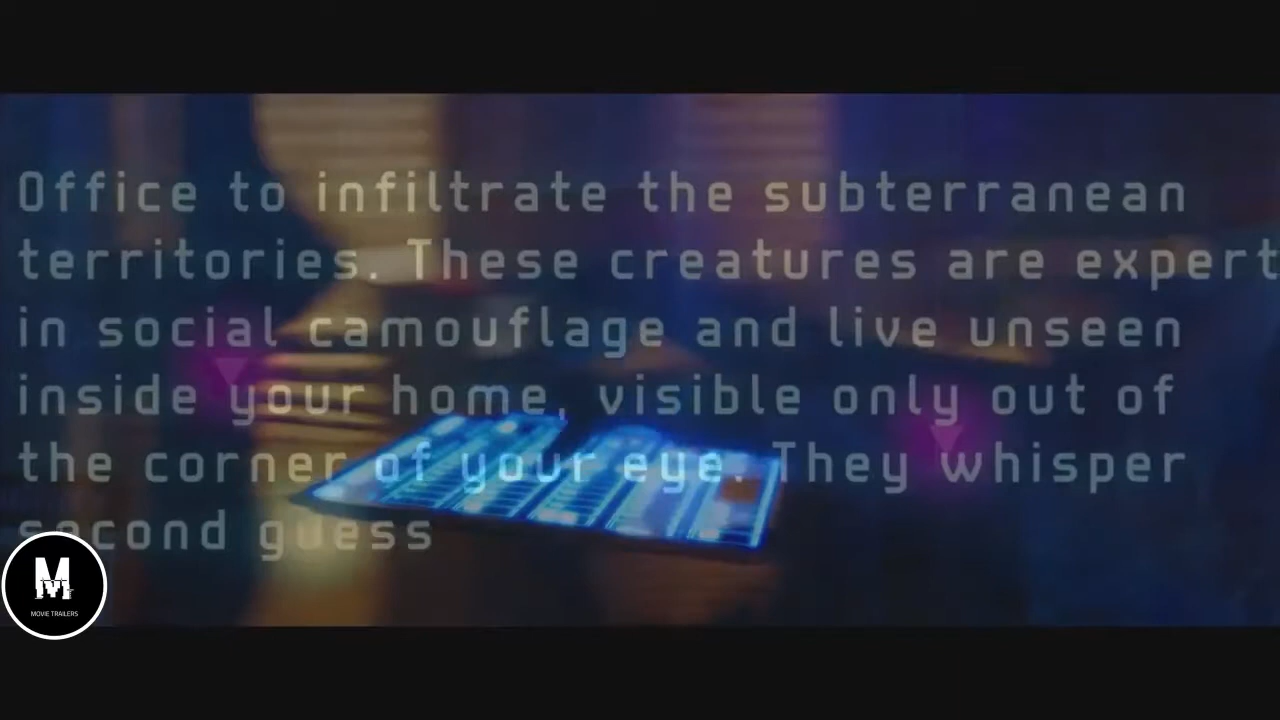 Office to infiltrate the subterranean
territories. These creatures are expert
in social camouflage and live unseen
inside your home, visible only out of
the corner of your eye. They whisper
second guess
M
MOVIE TRAILERS